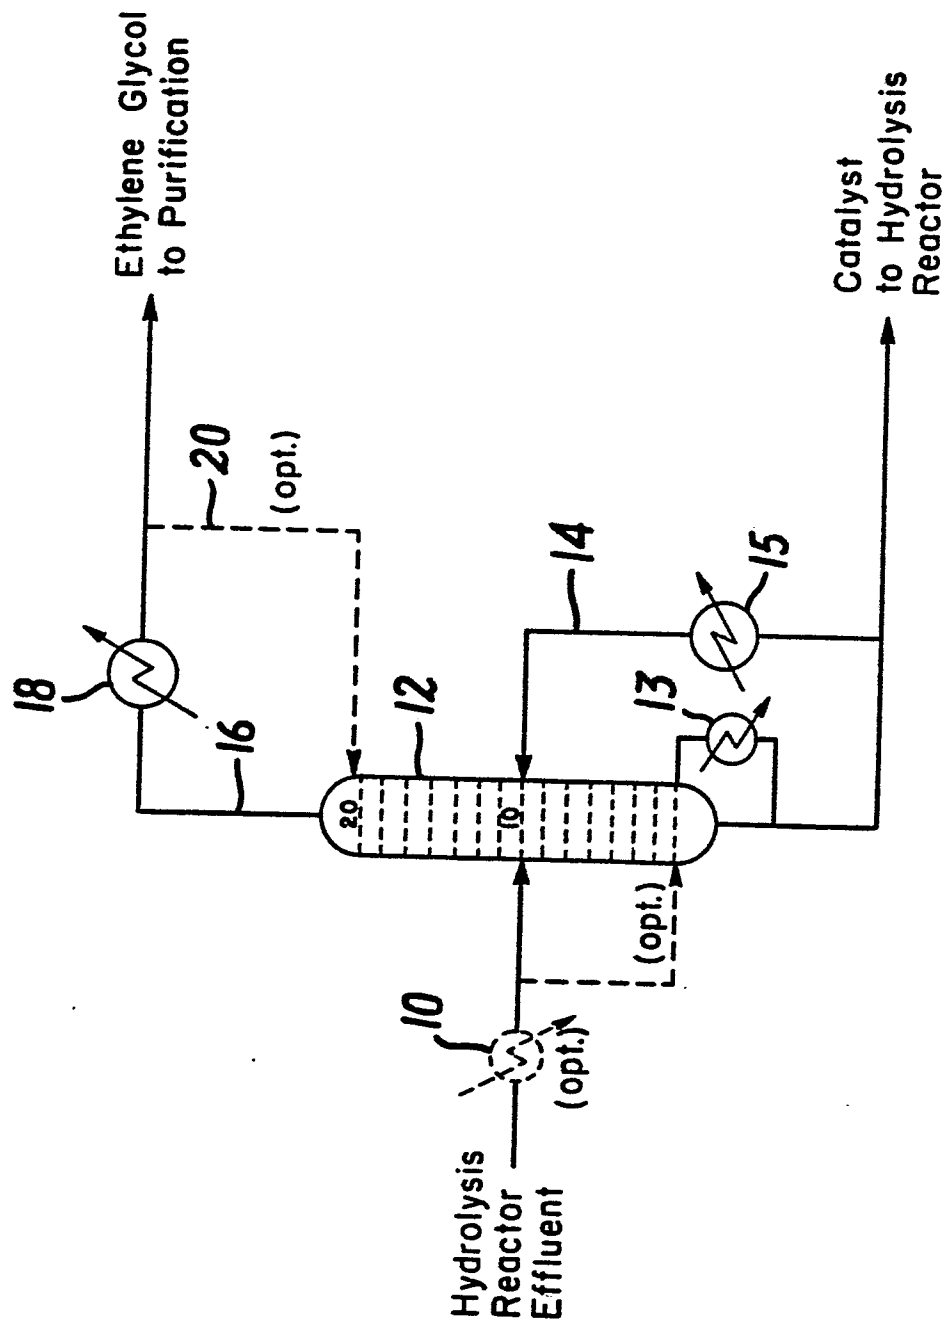 Ethylene Glycol
to Purification
18
16
20
(opt.)
12
20
10
14
15
13
10
(opt.)
(opt.)
Hydrolysis
Reactor
Effluent
Catalyst
to Hydrolysis
Reactor